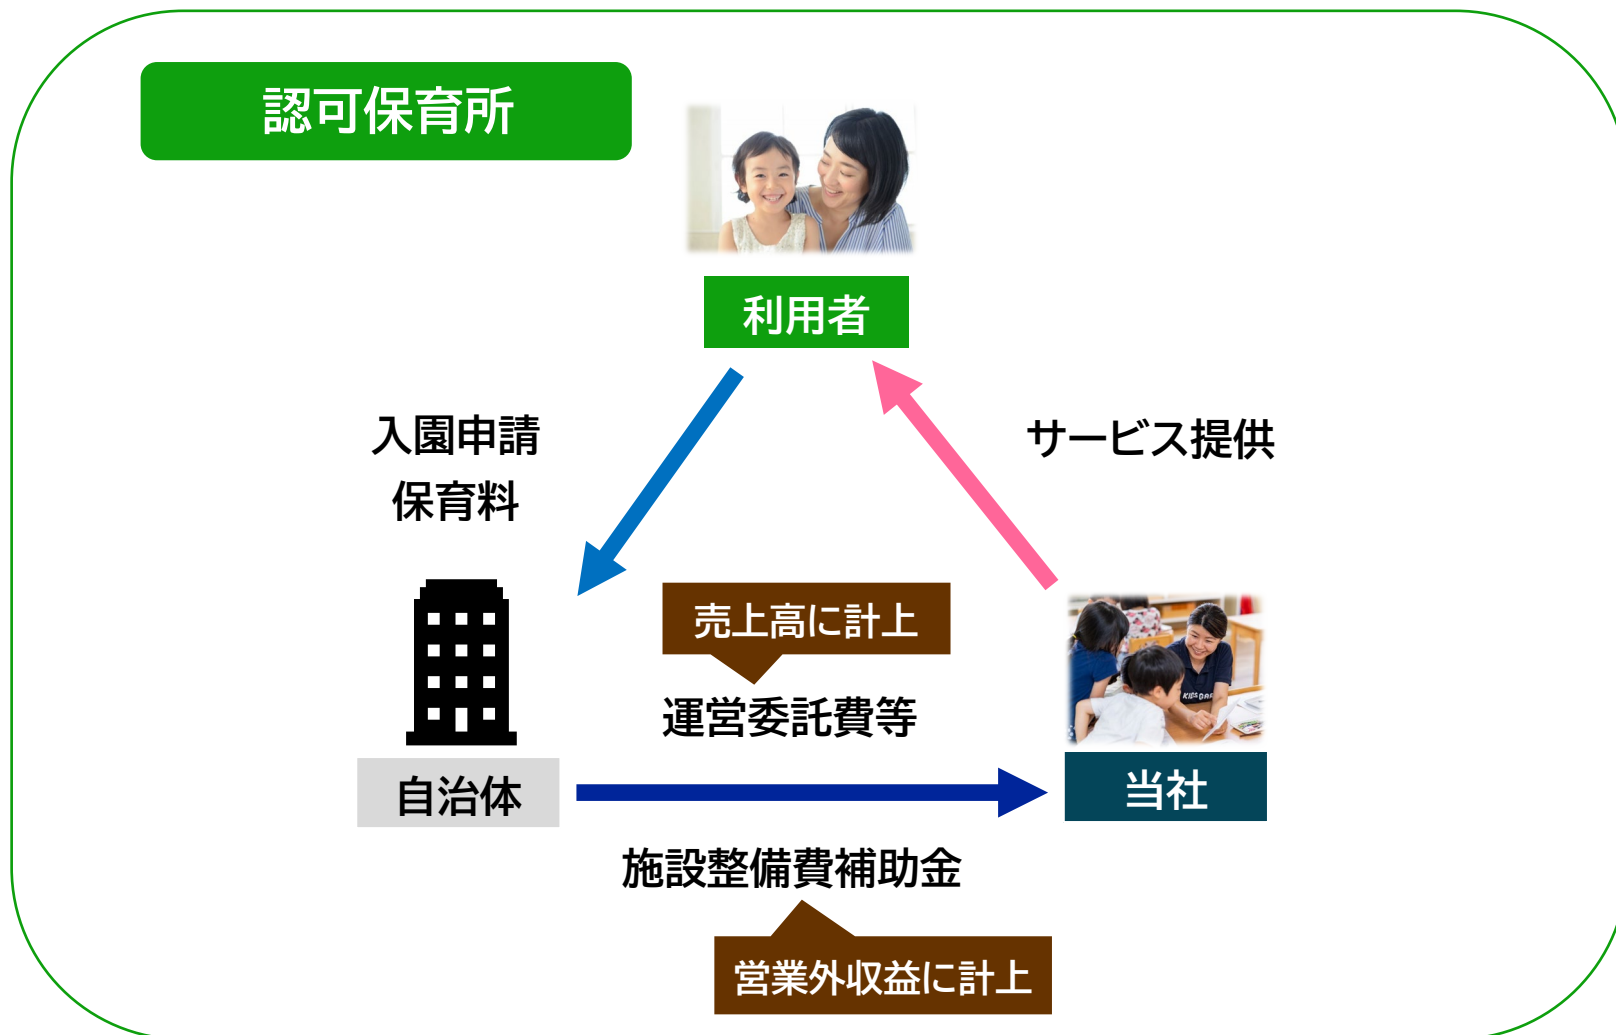 認可保育所
利用者
入園申請
保育料
サービス提供
売上高に計上
運営委託費等
自治体
当社
施設整備費補助金
営業外収益に計上